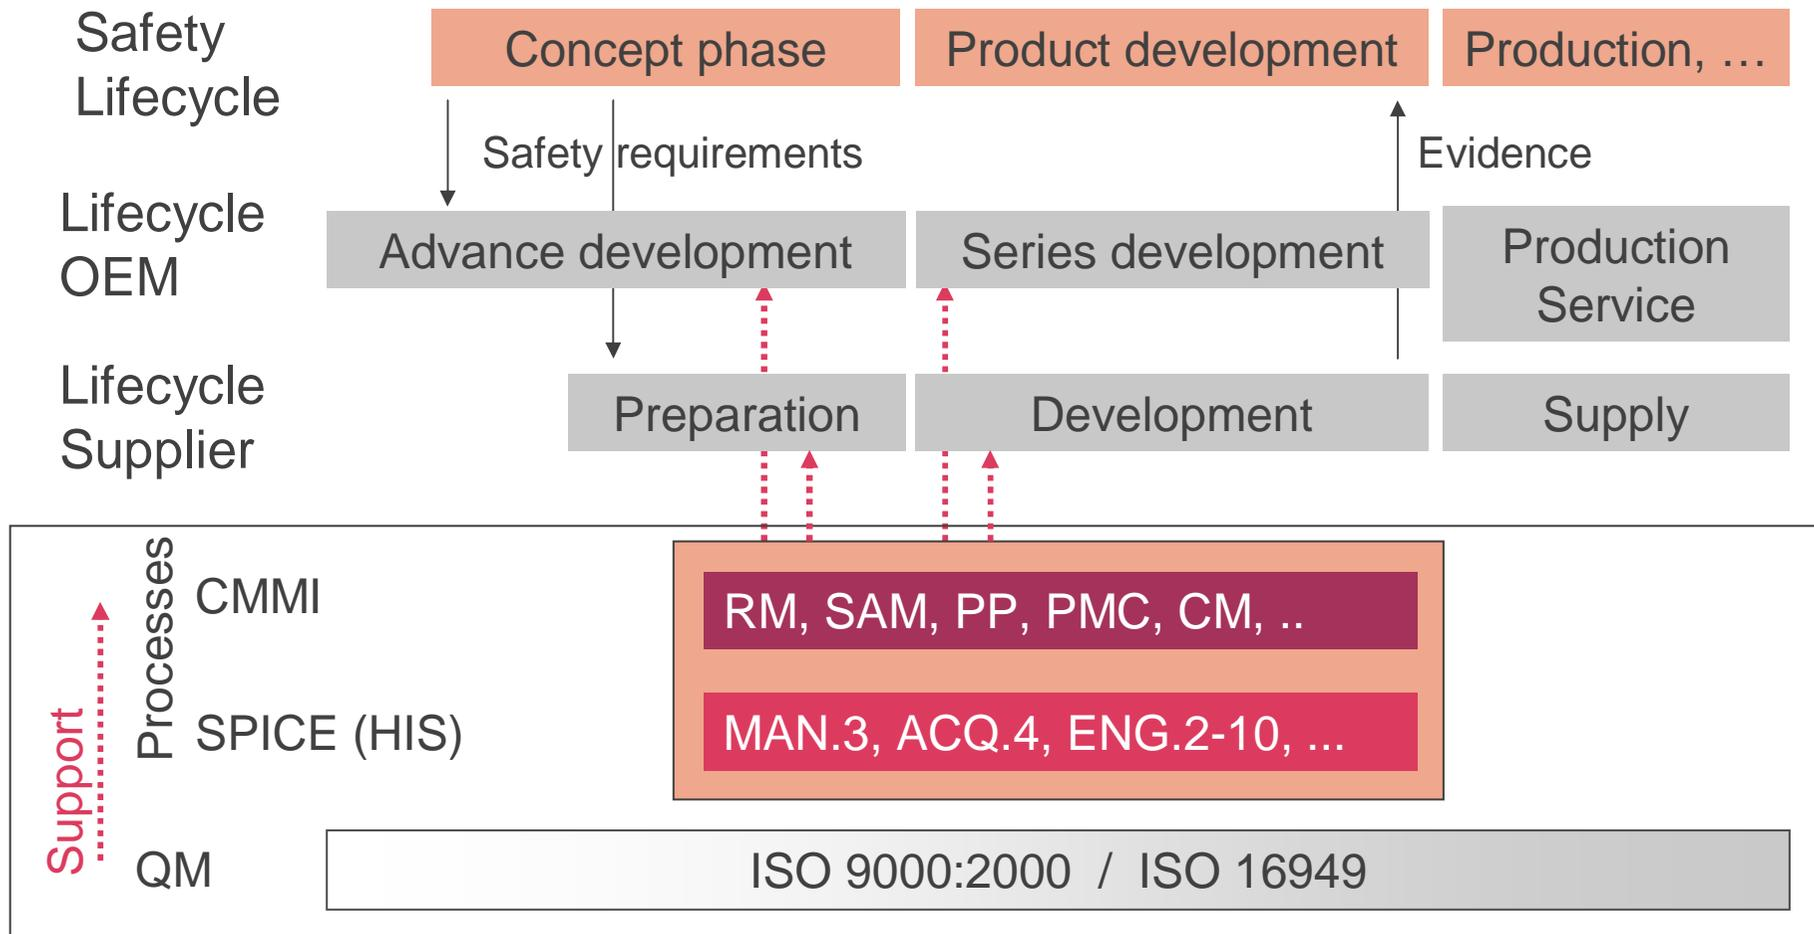 Safety
Lifecycle
Concept phase
Product development
Production, …
Safety requirements
Evidence
Lifecycle
OEM
Advance development
Series development
Production
Service
Lifecycle
Supplier
Preparation
Development
Supply
Support
Processes
CMMI
RM, SAM, PP, PMC, CM, ..
SPICE (HIS)
MAN.3, ACQ.4, ENG.2-10, ...
QM
ISO 9000:2000 / ISO 16949